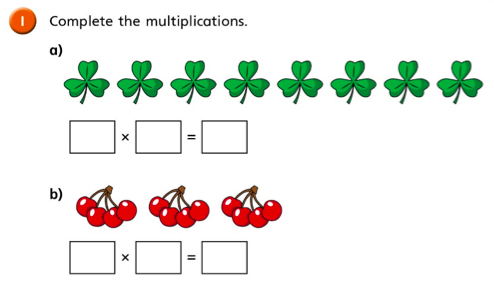 1 Complete the multiplications.
a)
× =
b)
× =